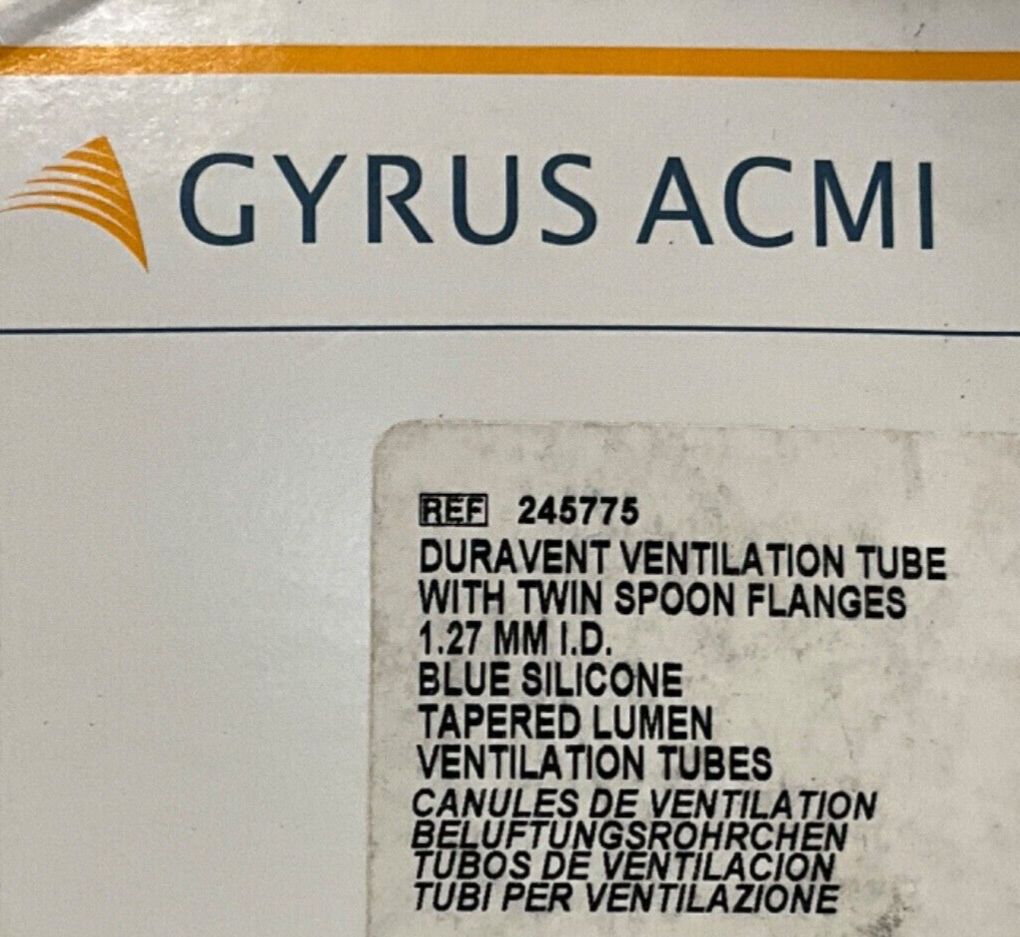 GYRUS ACMI
REF 245775
DURAVENT VENTILATION TUBE
WITH TWIN SPOON FLANGES
1.27 MM I.D.
BLUE SILICONE
TAPERED LUMEN
VENTILATION TUBES
CANULES DE VENTILATION
BELUFTUNGSROHRCHEN
TUBOS DE VENTILACION
TUBI PER VENTILAZIONE